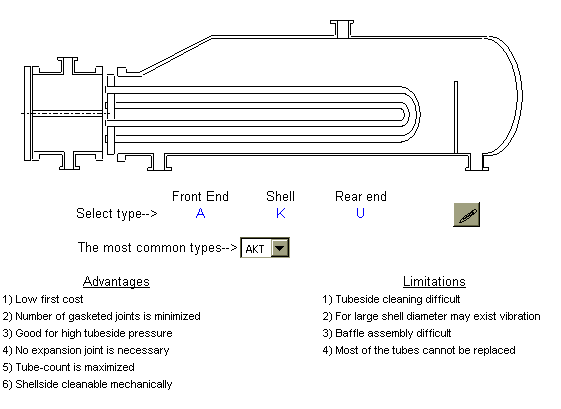 Front End Shell Rear end
Select type--> A K U
The most common types--> AKT
Advantages
1) Low first cost
2) Number of gasketed joints is minimized
3) Good for high tubeside pressure
4) No expansion joint is necessary
5) Tube-count is maximized
6) Shellside cleanable mechanically
Limitations
1) Tubeside cleaning difficult
2) For large shell diameter may exist vibration
3) Baffle assembly difficult
4) Most of the tubes cannot be replaced